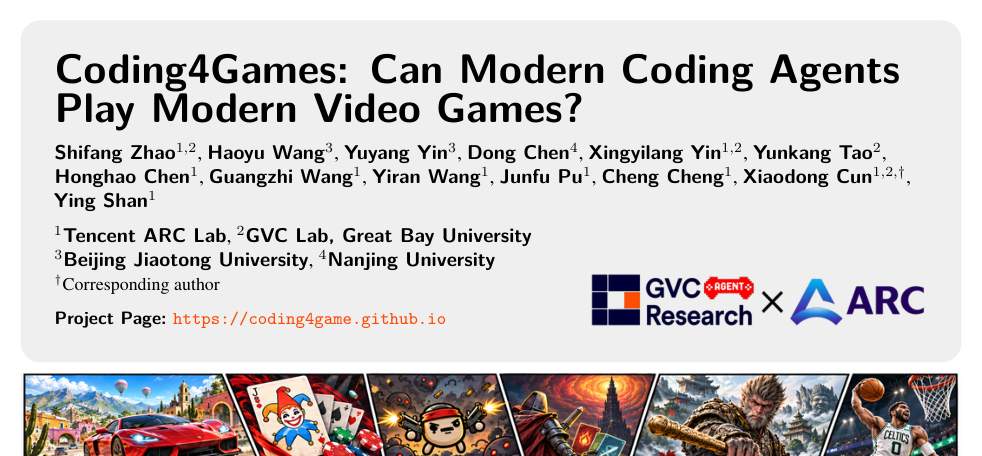 Coding4Games: Can Modern Coding Agents
Play Modern Video Games?
Shifang Zhao1,2, Haoyu Wang3, Yuyang Yin3, Dong Chen4, Xingyilang Yin1,2, Yunkang Tao2,
Honghao Chen1, Guangzhi Wang1, Yiran Wang1, Junfu Pu1, Cheng Cheng1, Xiaodong Cun1,2,†,
Ying Shan1
1Tencent ARC Lab, 2GVC Lab, Great Bay University
3Beijing Jiaotong University, 4Nanjing University
†Corresponding author
Project Page: https://coding4game.github.io
GVC AGENT
Research
×
ARC
JOKER
CELTICS
0